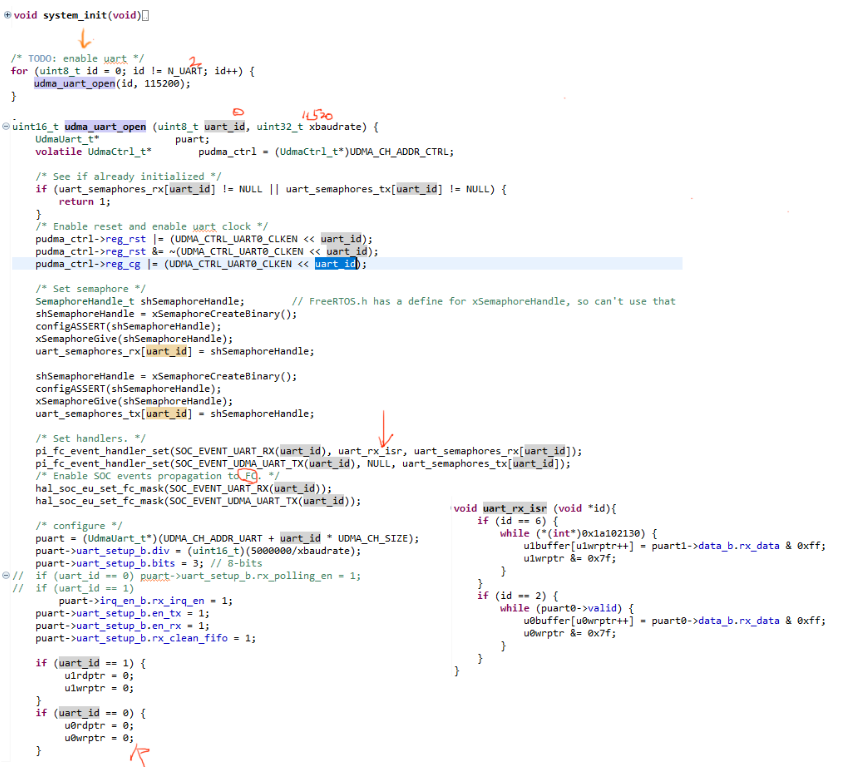 void system_init(void)
/* TODO: enable uart */
2
for (uint8_t id = 0; id != N_UART; id++) {
udma_uart_open(id, 115200);
}
0
uint16_t udma_uart_open (uint8_t uart_id, uint32_t xbaudrate) {
UdmaUart_t* puart;
volatile UdmaCtrl_t* pudma_ctrl = (UdmaCtrl_t*)UDMA_CH_ADDR_CTRL;
/* See if already initialized */
if (uart_semaphores_rx[uart_id] != NULL || uart_semaphores_tx[uart_id] != NULL) {
return 1;
}
/* Enable reset and enable uart clock */
pudma_ctrl->reg_rst |= (UDMA_CTRL_UART0_CLKEN << uart_id);
pudma_ctrl->reg_rst &= ~(UDMA_CTRL_UART0_CLKEN << uart_id);
pudma_ctrl->reg_cg |= (UDMA_CTRL_UART0_CLKEN << uart_id);
/* Set semaphore */
SemaphoreHandle_t shSemaphoreHandle; // FreeRTOS.h has a define for xSemaphoreHandle, so can't use that
shSemaphoreHandle = xSemaphoreCreateBinary();
configASSERT(shSemaphoreHandle);
xSemaphoreGive(shSemaphoreHandle);
uart_semaphores_rx[uart_id] = shSemaphoreHandle;
shSemaphoreHandle = xSemaphoreCreateBinary();
configASSERT(shSemaphoreHandle);
xSemaphoreGive(shSemaphoreHandle);
uart_semaphores_tx[uart_id] = shSemaphoreHandle;
/* Set handlers. */
pi_fc_event_handler_set(SOC_EVENT_UART_RX(uart_id), uart_rx_isr, uart_semaphores_rx[uart_id]);
pi_fc_event_handler_set(SOC_EVENT_UDMA_UART_TX(uart_id), NULL, uart_semaphores_tx[uart_id]);
/* Enable SOC events propagation to FC. */
hal_soc_eu_set_fc_mask(SOC_EVENT_UART_RX(uart_id));
hal_soc_eu_set_fc_mask(SOC_EVENT_UDMA_UART_TX(uart_id));
/* configure */
puart = (UdmaUart_t*)(UDMA_CH_ADDR_UART + uart_id * UDMA_CH_SIZE);
puart->uart_setup_b.div = (uint16_t)(5000000/xbaudrate);
puart->uart_setup_b.bits = 3; // 8-bits
// if (uart_id == 0) puart->uart_setup_b.rx_polling_en = 1;
// if (uart_id == 1)
puart->irq_en_b.rx_irq_en = 1;
puart->uart_setup_b.en_tx = 1;
puart->uart_setup_b.en_rx = 1;
puart->uart_setup_b.rx_clean_fifo = 1;
if (uart_id == 1) {
u1rdptr = 0;
u1wrptr = 0;
}
if (uart_id == 0) {
u0rdptr = 0;
u0wrptr = 0;
}
void uart_rx_isr (void *id){
if (id == 6) {
while (*(int*)0x1a102130) {
u1buffer[u1wrptr++] = puart1->data_b.rx_data & 0xff;
u1wrptr &= 0x7f;
}
}
if (id == 2) {
while (puart0->valid) {
u0buffer[u0wrptr++] = puart0->data_b.rx_data & 0xff;
u0wrptr &= 0x7f;
}
}
}